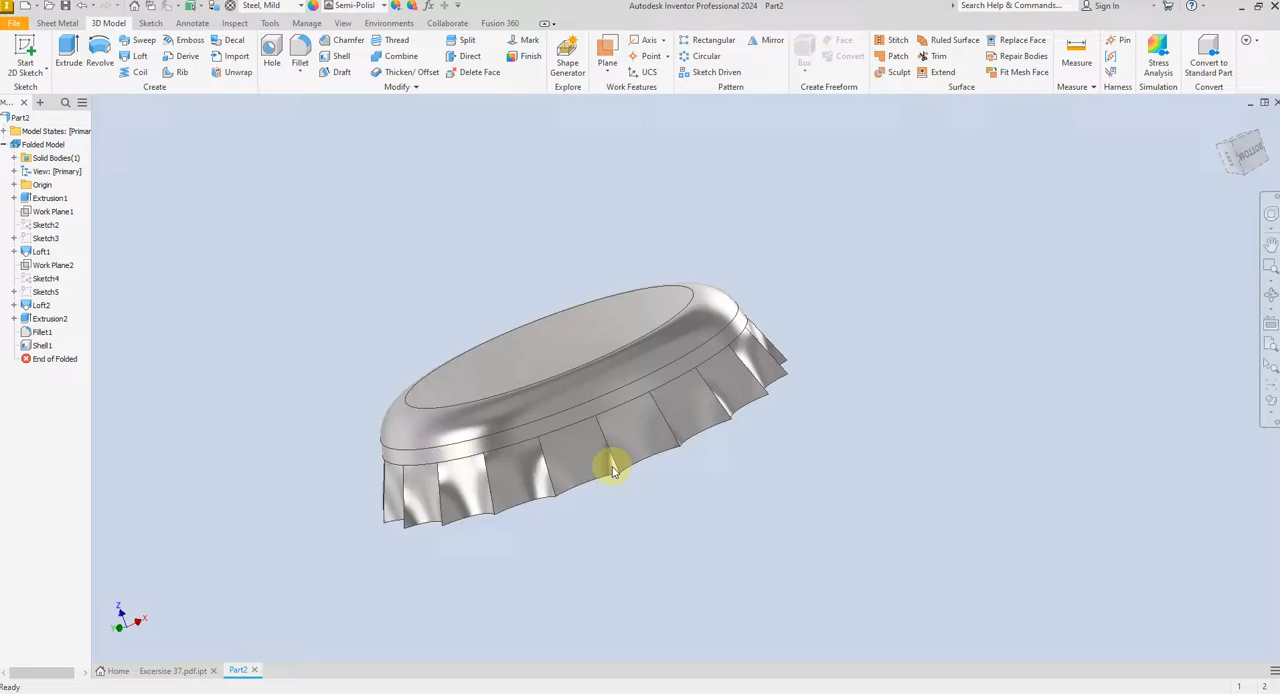 Steel, Mild
Semi-Polisl
Autodesk Inventor Professional 2024 Part2
Search Help & Commands...
Sign In
File
Sheet Metal
3D Model
Sketch
Annotate
Inspect
Tools
Manage
View
Environments
Collaborate
Fusion 360
Start
2D Sketch
Extrude
Revolve
Sweep
Emboss
Decal
Loft
Derive
Import
Coil
Rib
Unwrap
Hole
Fillet
Chamfer
Thread
Split
Mark
Shell
Combine
Direct
Finish
Draft
Thicken/ Offset
Delete Face
Shape
Generator
Plane
Axis
Point
UCS
Rectangular
Mirror
Circular
Sketch Driven
Box
Face
Convert
Stitch
Ruled Surface
Replace Face
Patch
Trim
Repair Bodies
Sculpt
Extend
Fit Mesh Face
Measure
Pin
Stress
Analysis
Convert to
Standard Part
Sketch
Create
Modify
Explore
Work Features
Pattern
Create Freeform
Surface
Measure
Harness
Simulation
Convert
M...
Part2
Model States: [Primar
Folded Model
Solid Bodies(1)
View: [Primary]
Origin
Extrusion1
Work Plane1
Sketch2
Sketch3
Loft1
Work Plane2
Sketch4
Sketch5
Loft2
Extrusion2
Fillet1
Shell1
End of Folded
BOTTOM
Z
X
Y
Home
Excersise 37.pdf.ipt
Part2
Ready
1
2